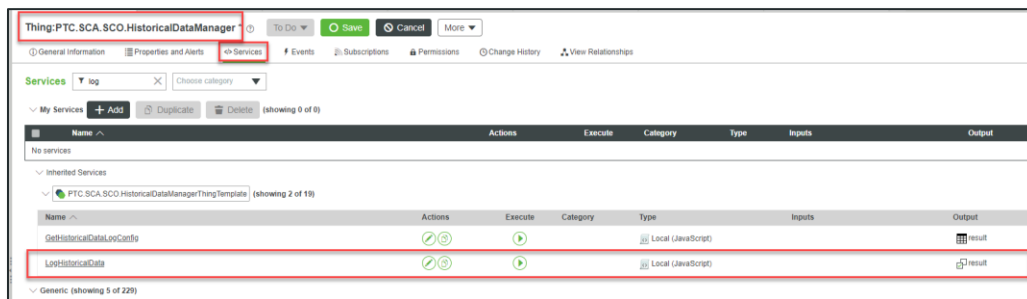 Thing:PTC.SCA.SCO.HistoricalDataManager * To Do Save Cancel More
General Information Properties and Alerts Services Events Subscriptions Permissions Change History View Relationships
Services log Choose category
My Services Add Duplicate Delete (showing 0 of 0)
Name Actions Execute Category Type Inputs Output
No services
Inherited Services
PTC.SCA.SCO.HistoricalDataManagerThingTemplate (showing 2 of 19)
Name Actions Execute Category Type Inputs Output
GetHistoricalDataLogConfig Local (JavaScript) result
LogHistoricalData Local (JavaScript) result
Generic (showing 5 of 229)